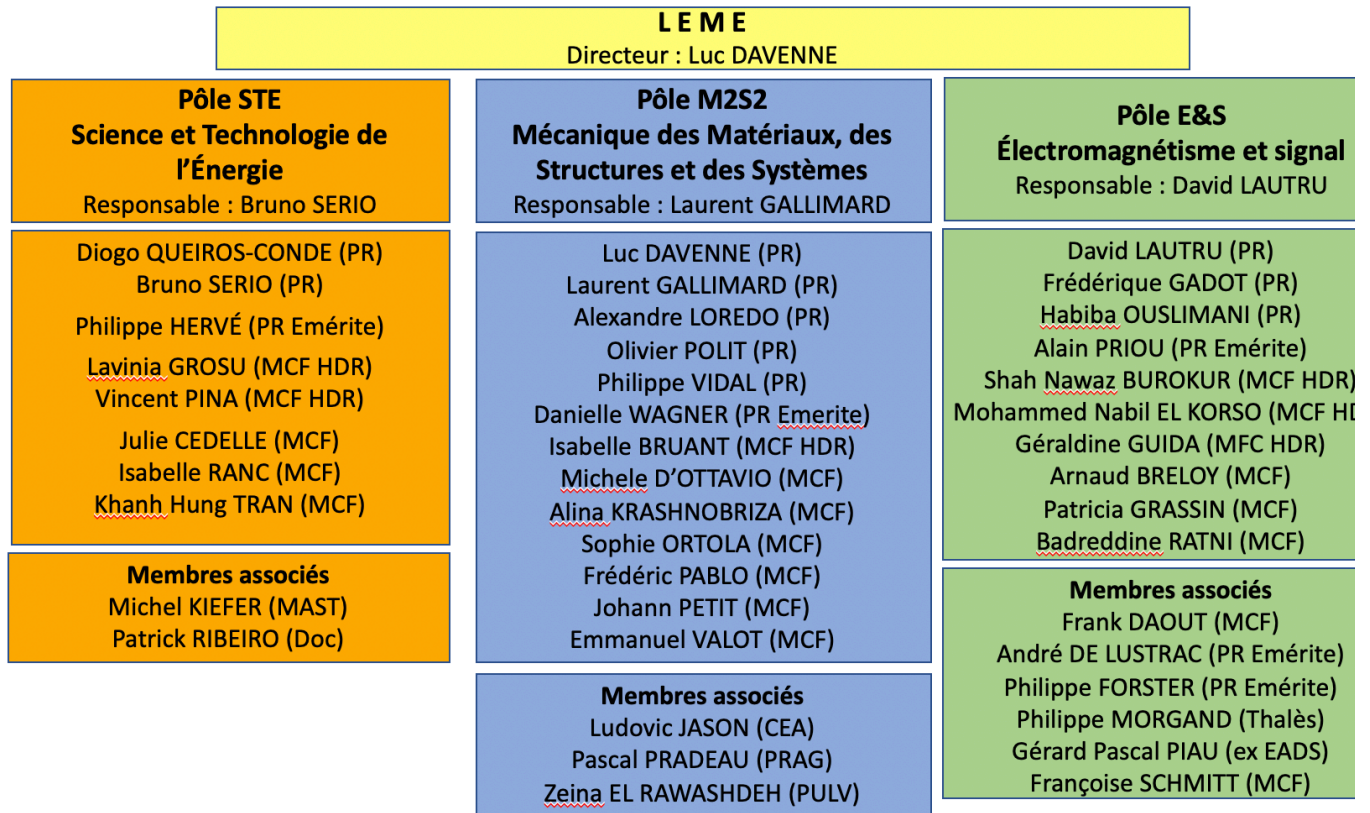 L E M E
Directeur : Luc DAVENNE
Pôle STE
Science et Technologie de
l'Énergie
Responsable : Bruno SERIO
Diogo QUEIROS-CONDE (PR)
Bruno SERIO (PR)
Philippe HERVÉ (PR Emérite)
Lavinia GROSU (MCF HDR)
Vincent PINA (MCF HDR)
Julie CEDELLE (MCF)
Isabelle RANC (MCF)
Khanh Hung TRAN (MCF)
Membres associés
Michel KIEFER (MAST)
Patrick RIBEIRO (Doc)
Pôle M2S2
Mécanique des Matériaux, des
Structures et des Systèmes
Responsable : Laurent GALLIMARD
Luc DAVENNE (PR)
Laurent GALLIMARD (PR)
Alexandre LOREDO (PR)
Olivier POLIT (PR)
Philippe VIDAL (PR)
Danielle WAGNER (PR Emerite)
Isabelle BRUANT (MCF HDR)
Michele D'OTTAVIO (MCF)
Alina KRASHNOBRIZA (MCF)
Sophie ORTOLA (MCF)
Frédéric PABLO (MCF)
Johann PETIT (MCF)
Emmanuel VALOT (MCF)
Membres associés
Ludovic JASON (CEA)
Pascal PRADEAU (PRAG)
Zeina EL RAWASHDEH (PULV)
Pôle E&S
Électromagnétisme et signal
Responsable : David LAUTRU
David LAUTRU (PR)
Frédérique GADOT (PR)
Habiba OUSLIMANI (PR)
Alain PRIOU (PR Emérite)
Shah Nawaz BUROKUR (MCF HDR)
Mohammed Nabil EL KORSO (MCF
Géraldine GUIDA (MFC HDR)
Arnaud BRELOY (MCF)
Patricia GRASSIN (MCF)
Badreddine RATNI (MCF)
Membres associés
Frank DAOUT (MCF)
André DE LUSTRAC (PR Emérite)
Philippe FORSTER (PR Emérite)
Philippe MORGAND (Thalès)
Gérard Pascal PIAU (ex EADS)
Françoise SCHMITT (MCF)